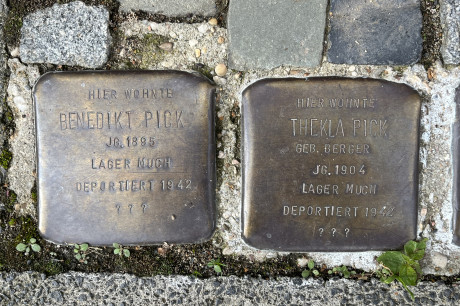 HIER WOHNTE
BENEDIKT PICK
JG. 1895
LAGER MUCH
DEPORTIERT 1942
? ? ?
HIER WOHNTE
THEKLA PICK
GEB. BERGER
JG. 1904
LAGER MUCH
DEPORTIERT 1942
? ? ?